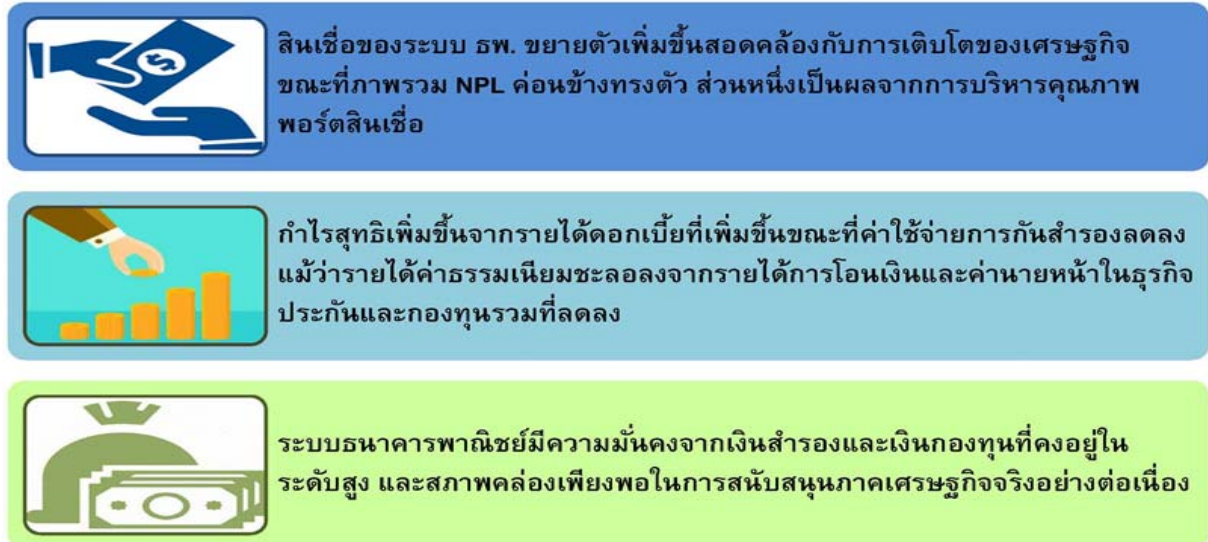 สินเชื่อของระบบ ธพ. ขยายตัวเพิ่มขึ้นสอดคล้องกับการเติบโตของเศรษฐกิจ
ขณะที่ภาพรวม NPL ค่อนข้างทรงตัว ส่วนหนึ่งเป็นผลจากการบริหารคุณภาพ
พอร์ตสินเชื่อ
กำไรสุทธิเพิ่มขึ้นจากรายได้ดอกเบี้ยที่เพิ่มขึ้นขณะที่ค่าใช้จ่ายการกันสำรองลดลง
แม้ว่ารายได้ค่าธรรมเนียมชะลอลงจากรายได้การโอนเงินและค่านายหน้าในธุรกิจ
ประกันและกองทุนรวมที่ลดลง
ระบบธนาคารพาณิชย์มีความมั่นคงจากเงินสำรองและเงินกองทุนที่คงอยู่ใน
ระดับสูง และสภาพคล่องเพียงพอในการสนับสนุนภาคเศรษฐกิจจริงอย่างต่อเนื่อง